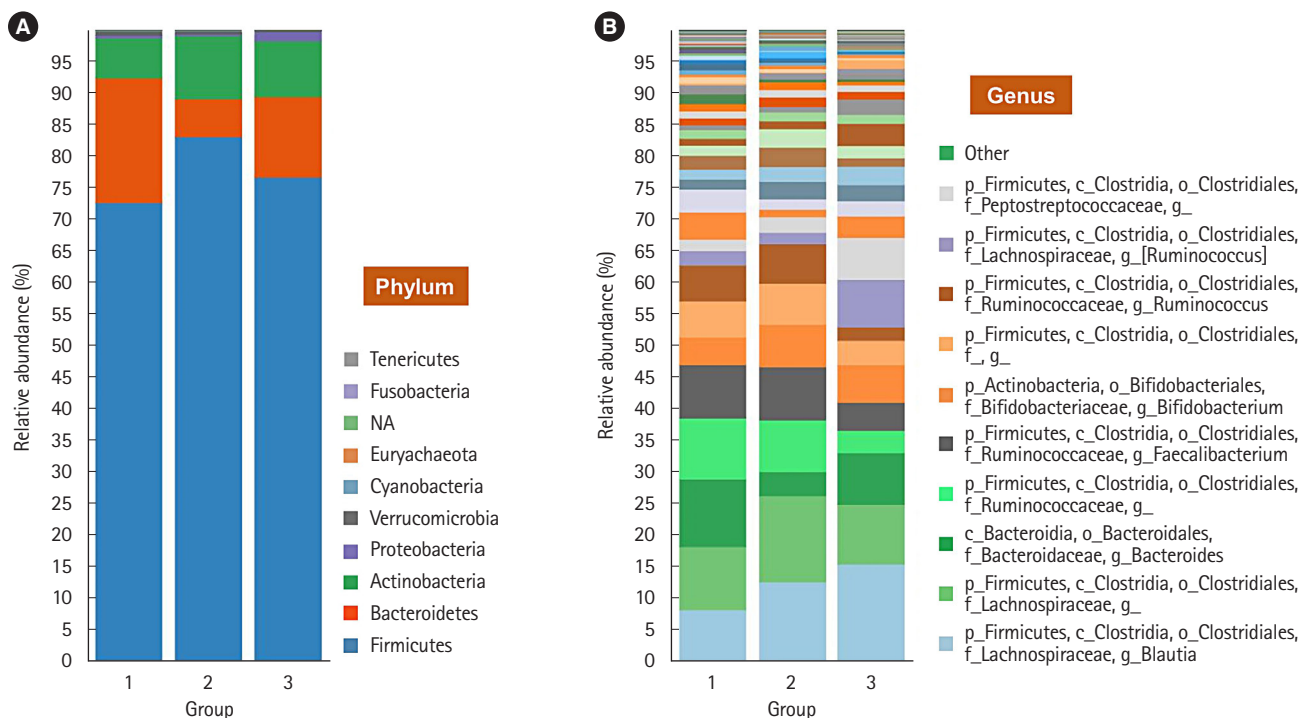 A
Relative abundance (%)
95
90
85
80
75
70
65
60
55
50
45
40
35
30
25
20
15
10
5
0
1 2 3
Group
Phylum
Tenericutes
Fusobacteria
NA
Euryachaeota
Cyanobacteria
Verrucomicrobia
Proteobacteria
Actinobacteria
Bacteroidetes
Firmicutes
B
Relative abundance (%)
95
90
85
80
75
70
65
60
55
50
45
40
35
30
25
20
15
10
5
0
1 2 3
Group
Genus
Other
p_Firmicutes, c_Clostridia, o_Clostridiales,
f_Peptostreptococcaceae, g_
p_Firmicutes, c_Clostridia, o_Clostridiales,
f_Lachnospiraceae, g_[Ruminococcus]
p_Firmicutes, c_Clostridia, o_Clostridiales,
f_Ruminococcaceae, g_Ruminococcus
p_Firmicutes, c_Clostridia, o_Clostridiales,
f_, g_
p_Actinobacteria, o_Bifidobacteriales,
f_Bifidobacteriaceae, g_Bifidobacterium
p_Firmicutes, c_Clostridia, o_Clostridiales,
f_Ruminococcaceae, g_Faecalibacterium
p_Firmicutes, c_Clostridia, o_Clostridiales,
f_Ruminococcaceae, g_
c_Bacteroidia, o_Bacteroidales,
f_Bacteroidaceae, g_Bacteroides
p_Firmicutes, c_Clostridia, o_Clostridiales,
f_Lachnospiraceae, g_
p_Firmicutes, c_Clostridia, o_Clostridiales,
f_Lachnospiraceae, g_Blautia